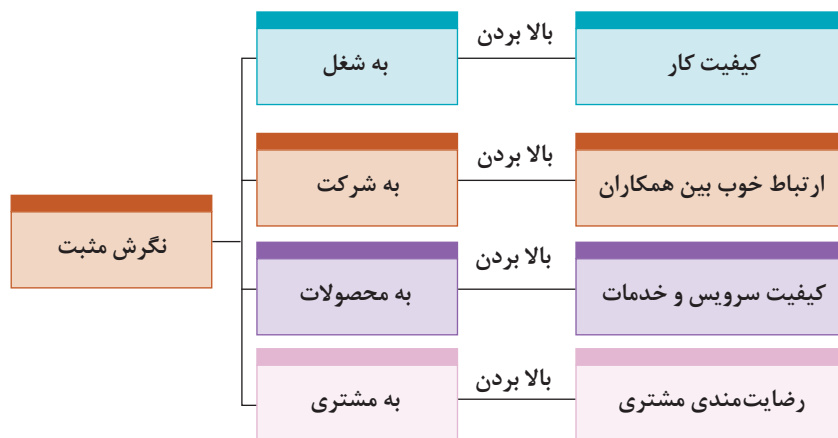 نگرش مثبت
به شغل
بالا بردن
کیفیت کار
به شرکت
بالا بردن
ارتباط خوب بین همکاران
به محصولات
بالا بردن
کیفیت سرویس و خدمات
به مشتری
بالا بردن
رضایت‌مندی مشتری